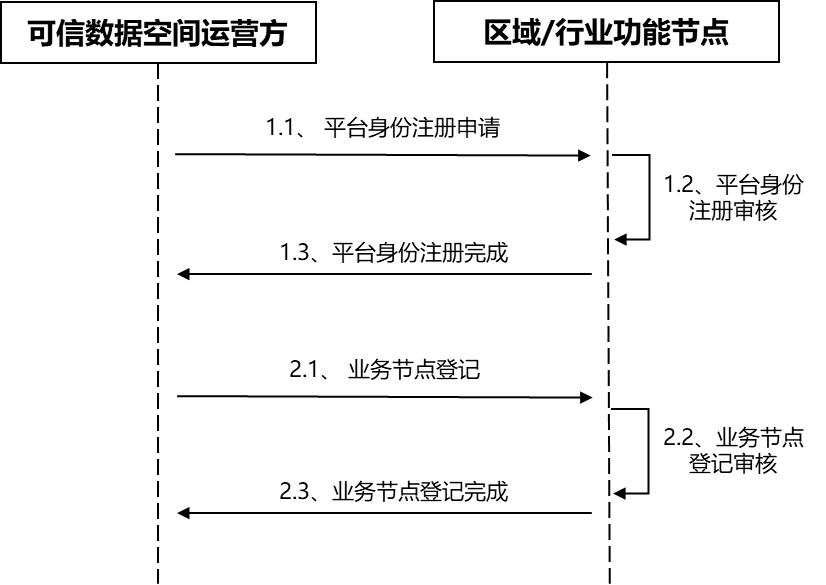 可信数据空间运营方
区域/行业功能节点
1.1、 平台身份注册申请
1.2、平台身份
注册审核
1.3、平台身份注册完成
2.1、 业务节点登记
2.2、业务节点
登记审核
2.3、业务节点登记完成